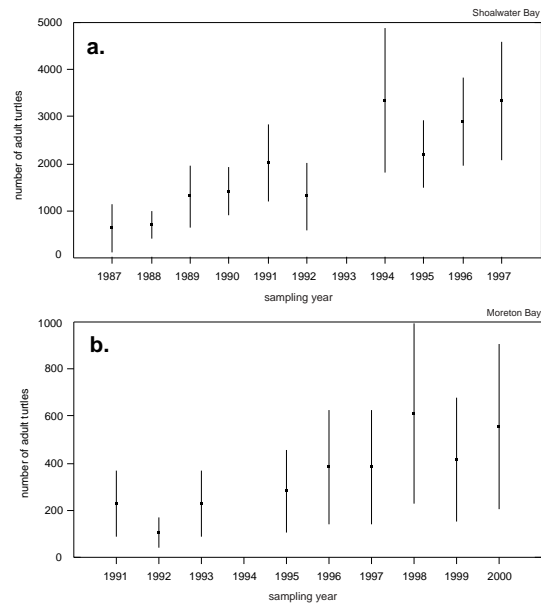 Shoalwater Bay
a.
5000
4000
3000
2000
1000
0
number of adult turtles
1987 1988 1989 1990 1991 1992 1993 1994 1995 1996 1997
sampling year
Moreton Bay
b.
1000
800
600
400
200
0
number of adult turtles
1991 1992 1993 1994 1995 1996 1997 1998 1999 2000
sampling year